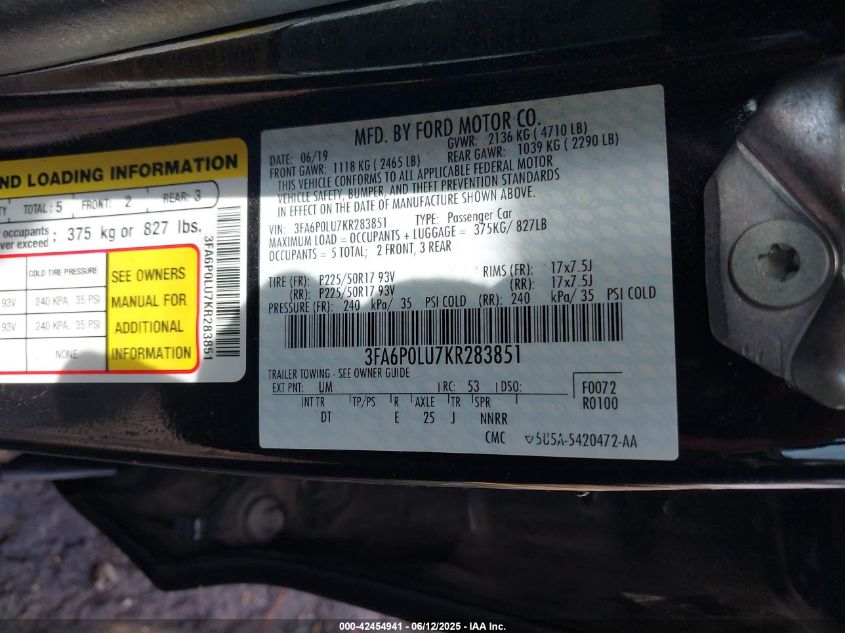 ND LOADING INFORMATION
TOTAL: 5 FRONT: 2 REAR: 3
occupants
ver exceed : 375 kg or 827 lbs.
COLD TIRE PRESSURE
93V 240 KPA, 35 PSI
93V 240 KPA, 35 PSI
NONE
SEE OWNERS
MANUAL FOR
ADDITIONAL
INFORMATION
3FA6P0LU7KR283851
MFD. BY FORD MOTOR CO.
DATE: 06/19 GVWR: 2136 KG ( 4710 LB)
FRONT GAWR: 1118 KG ( 2465 LB) REAR GAWR: 1039 KG ( 2290 LB)
THIS VEHICLE CONFORMS TO ALL APPLICABLE FEDERAL MOTOR
VEHICLE SAFETY, BUMPER, AND THEFT PREVENTION STANDARDS
IN EFFECT ON THE DATE OF MANUFACTURE SHOWN ABOVE.
VIN: 3FA6P0LU7KR283851 TYPE: Passenger Car
MAXIMUM LOAD = OCCUPANTS + LUGGAGE = 375KG/ 827LB
OCCUPANTS = 5 TOTAL; 2 FRONT, 3 REAR
TIRE (FR): P225/50R17 93V RIMS (FR): 17x7.5J
(RR): P225/50R17 93V (RR): 17x7.5J
PRESSURE (FR): 240 kPa/ 35 PSI COLD (RR): 240 kPa/ 35 PSI COLD
3FA6P0LU7KR283851
TRAILER TOWING - SEE OWNER GUIDE
EXT PNT: UM RC: 53 DSO: F0072
INT TR TP/PS R AXLE TR SPR R0100
DT E 25 J NNRR
CMC 5U5A-5420472-AA
000-42454941 - 06/12/2025 - IAA Inc.